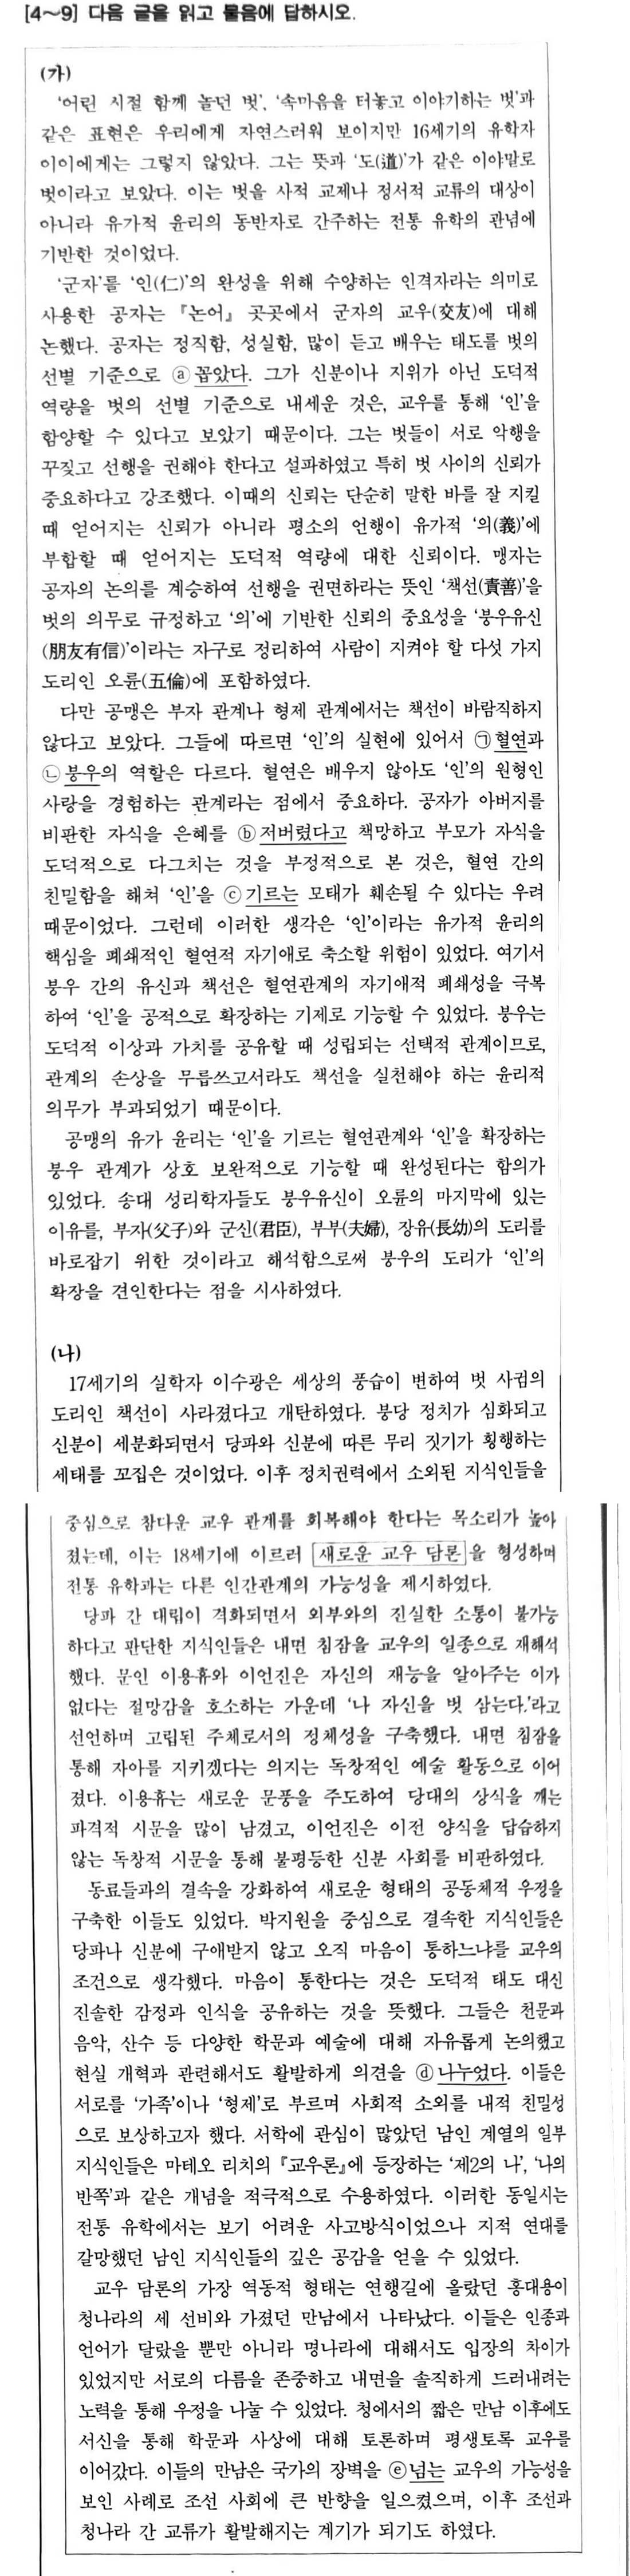 [4~9] 다음 글을 읽고 물음에 답하시오.
(가)
'어린 시절 함께 놀던 벗', '속마음을 터놓고 이야기하는 벗'과
같은 표현은 우리에게 자연스러워 보이지만 16세기의 유학자
이이에게는 그렇지 않았다. 그는 뜻과 '도(道)'가 같은 이야말로
벗이라고 보았다. 이는 벗을 사적 교제나 정서적 교류의 대상이
아니라 유가적 윤리의 동반자로 간주하는 전통 유학의 관념에
기반한 것이었다.
'군자'를 '인(仁)'의 완성을 위해 수양하는 인격자라는 의미로
사용한 공자는 『논어』 곳곳에서 군자의 교우(交友)에 대해
논했다. 공자는 정직함, 성실함, 많이 듣고 배우는 태도를 벗의
선별 기준으로 ⓐ꼽았다. 그가 신분이나 지위가 아닌 도덕적
역량을 벗의 선별 기준으로 내세운 것은, 교우를 통해 '인'을
함양할 수 있다고 보았기 때문이다. 그는 벗들이 서로 악행을
꾸짖고 선행을 권해야 한다고 설파하였고 특히 벗 사이의 신뢰가
중요하다고 강조했다. 이때의 신뢰는 단순히 말한 바를 잘 지킬
때 얻어지는 신뢰가 아니라 평소의 언행이 유가적 '의(義)'에
부합할 때 얻어지는 도덕적 역량에 대한 신뢰이다. 맹자는
공자의 논의를 계승하여 선행을 권면하라는 뜻인 '책선(責善)'을
벗의 의무로 규정하고 '의'에 기반한 신뢰의 중요성을 '붕우유신
(朋友有信)'이라는 자구로 정리하여 사람이 지켜야 할 다섯 가지
도리인 오륜(五倫)에 포함하였다.
다만 공맹은 부자 관계나 형제 관계에서는 책선이 바람직하지
않다고 보았다. 그들에 따르면 '인'의 실현에 있어서 ㉠혈연과
㉡붕우의 역할은 다르다. 혈연은 배우지 않아도 '인'의 원형인
사랑을 경험하는 관계라는 점에서 중요하다. 공자가 아버지를
비판한 자식을 은혜를 ⓑ저버렸다고 책망하고 부모가 자식을
도덕적으로 다그치는 것을 부정적으로 본 것은, 혈연 간의
친밀함을 해쳐 '인'을 ⓒ기르는 모태가 훼손될 수 있다는 우려
때문이었다. 그런데 이러한 생각은 '인'이라는 유가적 윤리의
핵심을 폐쇄적인 혈연적 자기애로 축소할 위험이 있었다. 여기서
붕우 간의 유신과 책선은 혈연관계의 자기애적 폐쇄성을 극복
하여 '인'을 공적으로 확장하는 기제로 기능할 수 있었다. 붕우는
도덕적 이상과 가치를 공유할 때 성립되는 선택적 관계이므로,
관계의 손상을 무릅쓰고서라도 책선을 실천해야 하는 윤리적
의무가 부과되었기 때문이다.
공맹의 유가 윤리는 '인'을 기르는 혈연관계와 '인'을 확장하는
붕우 관계가 상호 보완적으로 기능할 때 완성된다는 함의가
있었다. 송대 성리학자들도 붕우유신이 오륜의 마지막에 있는
이유를, 부자(父子)와 군신(君臣), 부부(夫婦), 장유(長幼)의 도리를
바로잡기 위한 것이라고 해석함으로써 붕우의 도리가 '인'의
확장을 견인한다는 점을 시사하였다.
(나)
17세기의 실학자 이수광은 세상의 풍습이 변하여 벗 사귐의
도리인 책선이 사라졌다고 개탄하였다. 붕당 정치가 심화되고
신분이 세분화되면서 당파와 신분에 따른 무리 짓기가 횡행하는
세태를 꼬집은 것이었다. 이후 정치권력에서 소외된 지식인들을
중심으로 참다운 교우 관계를 회복해야 한다는 목소리가 높아
졌는데, 이는 18세기에 이르러 새로운 교우 담론을 형성하며
전통 유학과는 다른 인간관계의 가능성을 제시하였다.
당파 간 대립이 격화되면서 외부와의 진실한 소통이 불가능
하다고 판단한 지식인들은 내면 침잠을 교우의 일종으로 재해석
했다. 문인 이용휴와 이언진은 자신의 재능을 알아주는 이가
없다는 절망감을 호소하는 가운데 '나 자신을 벗 삼는다.'라고
선언하며 고립된 주체로서의 정체성을 구축했다. 내면 침잠을
통해 자아를 지키겠다는 의지는 독창적인 예술 활동으로 이어
졌다. 이용휴는 새로운 문풍을 주도하여 당대의 상식을 깨는
파격적 시문을 많이 남겼고, 이언진은 이전 양식을 답습하지
않는 독창적 시문을 통해 불평등한 신분 사회를 비판하였다.
동료들과의 결속을 강화하여 새로운 형태의 공동체적 우정을
구축한 이들도 있었다. 박지원을 중심으로 결속한 지식인들은
당파나 신분에 구애받지 않고 오직 마음이 통하느냐를 교우의
조건으로 생각했다. 마음이 통한다는 것은 도덕적 태도 대신
진솔한 감정과 인식을 공유하는 것을 뜻했다. 그들은 천문과
음악, 산수 등 다양한 학문과 예술에 대해 자유롭게 논의했고
현실 개혁과 관련해서도 활발하게 의견을 ⓓ나누었다. 이들은
서로를 '가족'이나 '형제'로 부르며 사회적 소외를 내적 친밀성
으로 보상하고자 했다. 서학에 관심이 많았던 남인 계열의 일부
지식인들은 마테오 리치의 『교우론』에 등장하는 '제2의 나', '나의
반쪽'과 같은 개념을 적극적으로 수용하였다. 이러한 동일시는
전통 유학에서는 보기 어려운 사고방식이었으나 지적 연대를
갈망했던 남인 지식인들의 깊은 공감을 얻을 수 있었다.
교우 담론의 가장 역동적 형태는 연행길에 올랐던 홍대용이
청나라의 세 선비와 가졌던 만남에서 나타났다. 이들은 인종과
언어가 달랐을 뿐만 아니라 명나라에 대해서도 입장의 차이가
있었지만 서로의 다름을 존중하고 내면을 솔직하게 드러내려는
노력을 통해 우정을 나눌 수 있었다. 청에서의 짧은 만남 이후에도
서신을 통해 학문과 사상에 대해 토론하며 평생토록 교우를
이어갔다. 이들의 만남은 국가의 장벽을 ⓔ넘는 교우의 가능성을
보인 사례로 조선 사회에 큰 반향을 일으켰으며, 이후 조선과
청나라 간 교류가 활발해지는 계기가 되기도 하였다.